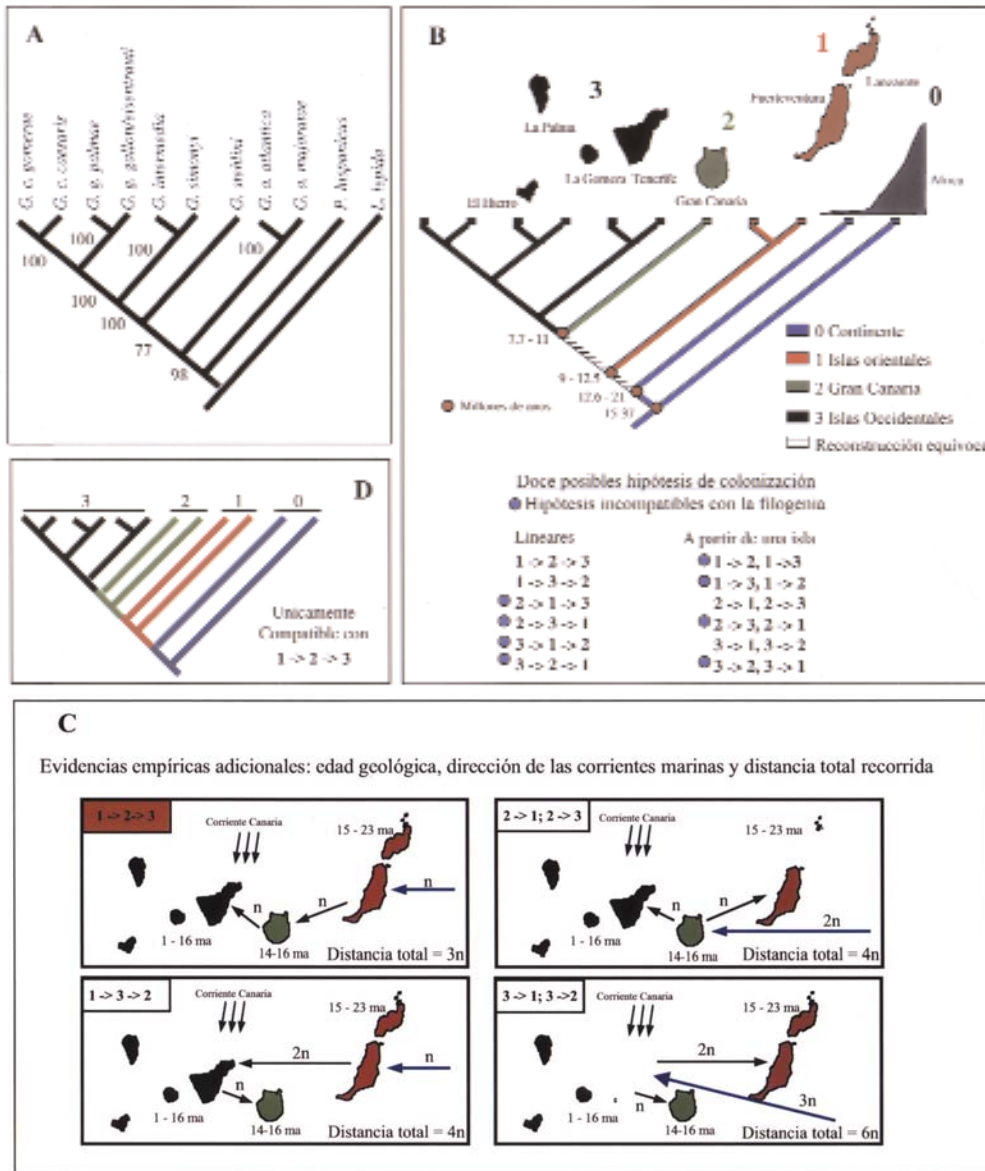 A
G. c. gomerae
G. c. caesaris
G. g. palmae
G. g. galloti/eisentrauti
G. intermedia
G. simonyi
G. stehlini
G. a. atlantica
G. a. majoratae
P. hispanicus
L. lepida
100
100
100
100
100
100
100
77
98
B
1
Lanzarote
0
3
Fuerteventura
La Palma
2
África
La Gomera Tenerife
El Hierro
Gran Canaria
7.7 - 11
0 Continente
9 - 12.5
1 Islas orientales
12.6 - 21
2 Gran Canaria
Millones de anos
15-37
3 Islas Occidentales
Reconstrucción equívoca
Doce posibles hipótesis de colonización
Hipótesis incompatibles con la filogenia
Lineares
A partir de una isla
1 -> 2 -> 3
1 -> 2, 1 ->3
1 -> 3 -> 2
1 -> 3, 1 -> 2
2 -> 1 -> 3
2 -> 1, 2 -> 3
2 -> 3 -> 1
2 -> 3, 2 -> 1
3 -> 1 -> 2
3 -> 1, 3 -> 2
3 -> 2 -> 1
3 -> 2, 3 -> 1
D
3
2
1
0
Unicamente
Compatible con
1 -> 2 -> 3
C
Evidencias empíricas adicionales: edad geológica, dirección de las corrientes marinas y distancia total recorrida
1 -> 2-> 3
Corriente Canaria
15 - 23 ma
n
n
n
1 - 16 ma
14-16 ma
Distancia total = 3n
2 -> 1; 2 -> 3
Corriente Canaria
15 - 23 ma
n
n
2n
1 - 16 ma
14-16 ma
Distancia total = 4n
1 -> 3 -> 2
Corriente Canaria
15 - 23 ma
2n
n
n
1 - 16 ma
14-16 ma
Distancia total = 4n
3 -> 1; 3 ->2
Corriente Canaria
15 - 23 ma
2n
n
3n
1 - 16 ma
14-16 ma
Distancia total = 6n